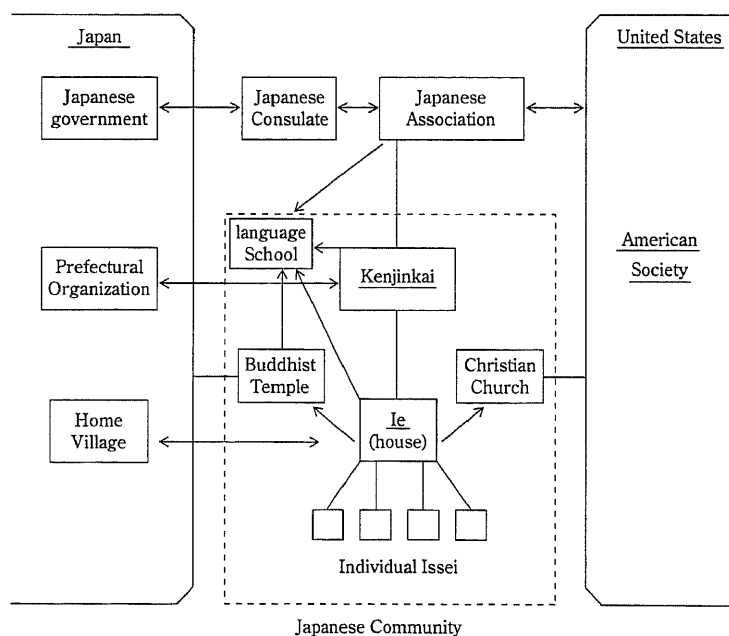 Japan
United States
Japanese
government
Japanese
Consulate
Japanese
Association
language
School
American
Society
Prefectural
Organization
Kenjinkai
Buddhist
Temple
Christian
Church
Home
Village
Ie
(house)
Individual Issei
Japanese Community